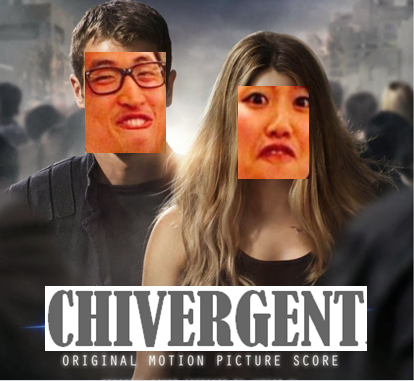 CHIVERGENT
ORIGINAL MOTION PICTURE SCORE